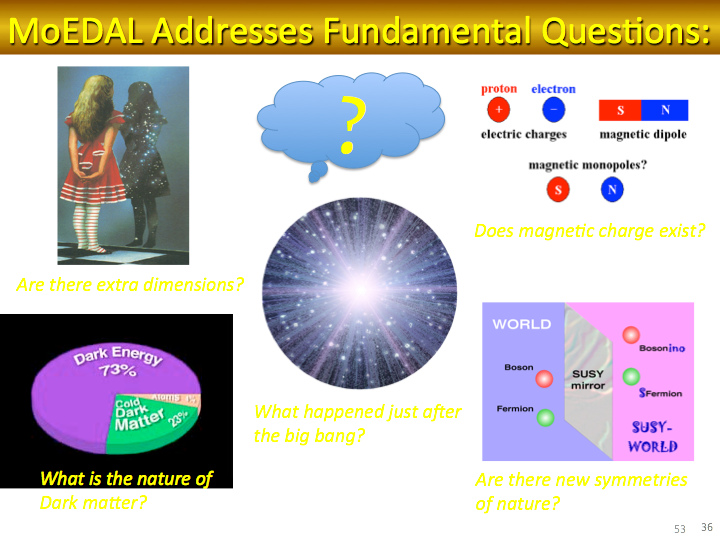 MoEDAL Addresses Fundamental Questions:
?
proton electron
+ − S N
electric charges magnetic dipole
magnetic monopoles?
S N
Does magnetic charge exist?
Are there extra dimensions?
Dark Energy
73%
Atoms
Cold
Dark
Matter
23%
What is the nature of
Dark matter?
What happened just after
the big bang?
WORLD
Boson
Fermion
SUSY
mirror
Bosonino
SFermion
SUSY-
WORLD
Are there new symmetries
of nature?
53 36